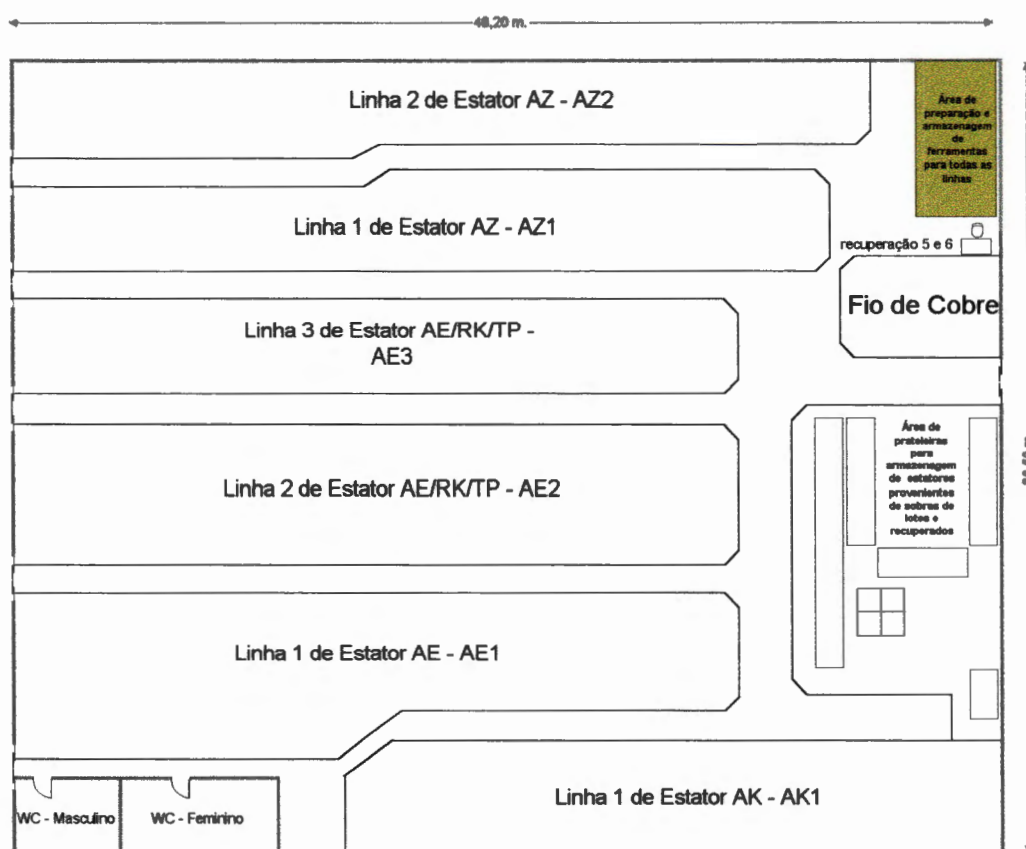 48,20 m.
Linha 2 de Estator AZ - AZ2
Área de
preparação e
armazenagem
de
ferramentas
para todas as
linhas
Linha 1 de Estator AZ - AZ1
recuperação 5 e 6
Fio de Cobre
Linha 3 de Estator AE/RK/TP -
AE3
Área de
prateleiras
para
armazenagem
de estatores
provenientes
de sobras de
lotes e
recuperados
Linha 2 de Estator AE/RK/TP - AE2
Linha 1 de Estator AE - AE1
Linha 1 de Estator AK - AK1
WC - Masculino
WC - Feminino